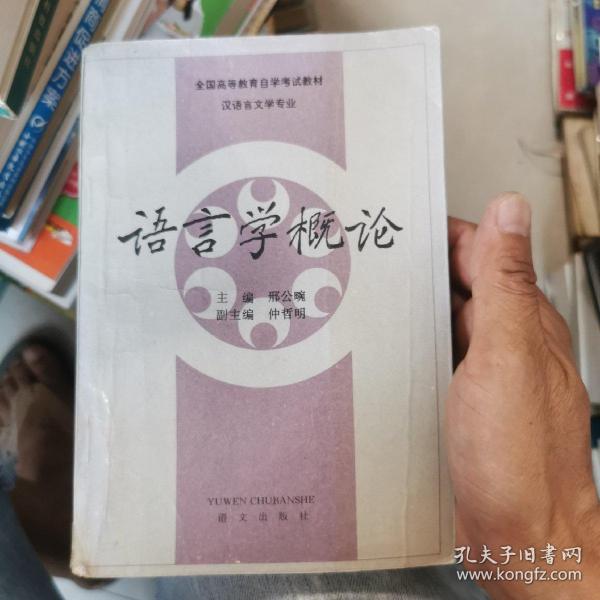 全国高等教育自学考试教材
汉语言文学专业
语言学概论
主 编 邢公畹
副主编 仲哲明
YUWEN CHUBANSHE
语文出版社
孔夫子旧书网
www.kongfz.com